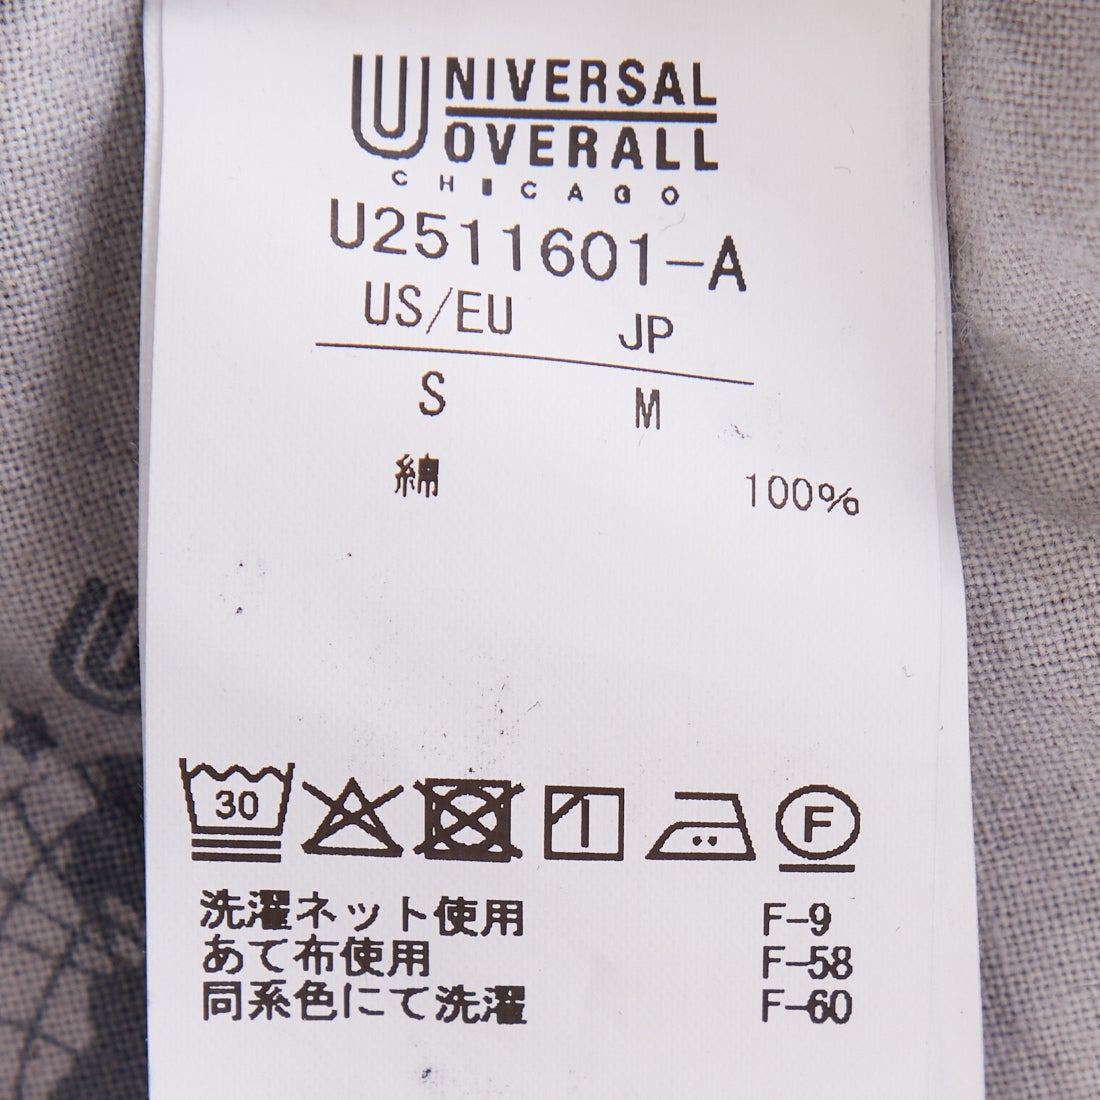 UNIVERSAL
OVERALL
CHICAGO
U2511601-A
US/EU JP
S M
綿 100%
30 F
洗濯ネット使用 F-9
あて布使用 F-58
同系色にて洗濯 F-60